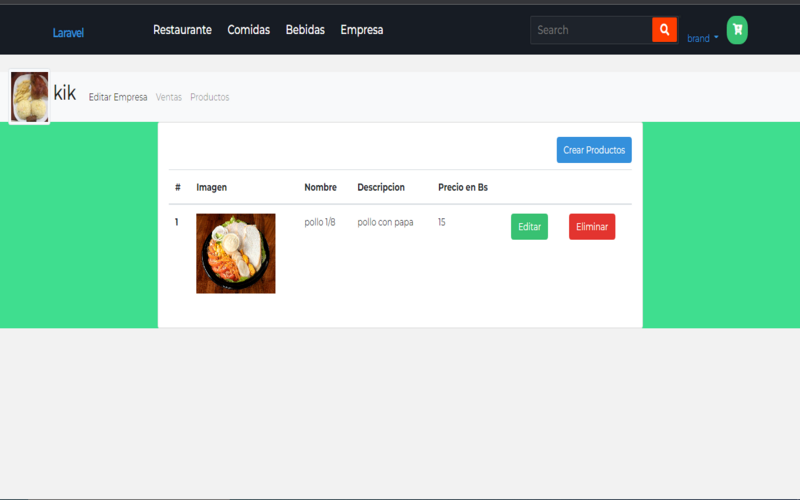 Laravel Restaurante Comidas Bebidas Empresa Search brand
kik Editar Empresa Ventas Productos
Crear Productos
# Imagen Nombre Descripcion Precio en Bs
1 pollo 1/8 pollo con papa 15 Editar Eliminar